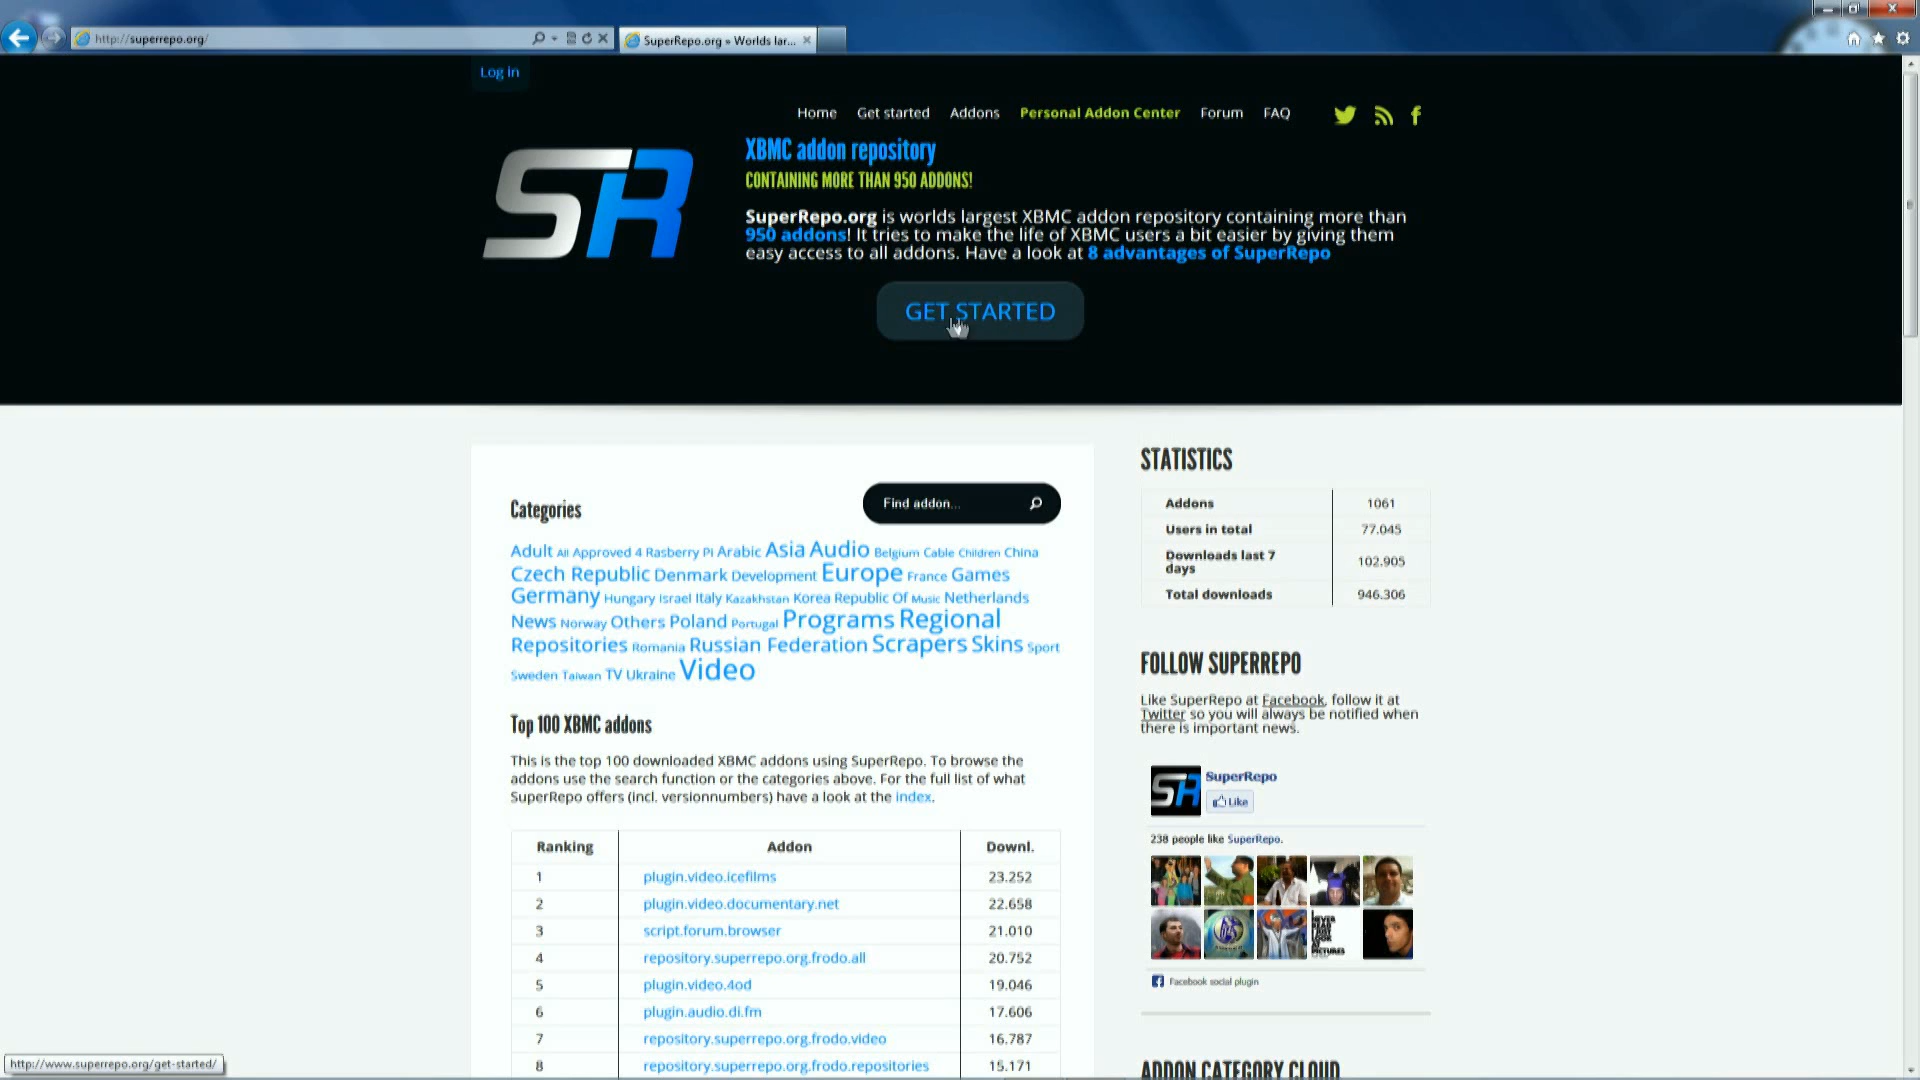 http://superrepo.org/
SuperRepo.org » Worlds lar...
Log in
Home Get started Addons Personal Addon Center Forum FAQ
SR
XBMC addon repository
CONTAINING MORE THAN 950 ADDONS!
SuperRepo.org is worlds largest XBMC addon repository containing more than
950 addons! It tries to make the life of XBMC users a bit easier by giving them
easy access to all addons. Have a look at 8 advantages of SuperRepo
GET STARTED
Categories
Find addon...
Adult All Approved 4 Rasberry Pi Arabic Asia Audio Belgium Cable Children China
Czech Republic Denmark Development Europe France Games
Germany Hungary Israel Italy Kazakhstan Korea Republic Of Music Netherlands
News Norway Others Poland Portugal Programs Regional
Repositories Romania Russian Federation Scrapers Skins Sport
Sweden Taiwan TV Ukraine Video
Top 100 XBMC addons
This is the top 100 downloaded XBMC addons using SuperRepo. To browse the
addons use the search function or the categories above. For the full list of what
SuperRepo offers (incl. versionnumbers) have a look at the index.
Ranking Addon Downl.
1 plugin.video.icefilms 23.252
2 plugin.video.documentary.net 22.658
3 script.forum.browser 21.010
4 repository.superrepo.org.frodo.all 20.752
5 plugin.video.4od 19.046
6 plugin.audio.di.fm 17.606
7 repository.superrepo.org.frodo.video 16.787
8 repository.superrepo.org.frodo.repositories 15.171
STATISTICS
Addons 1061
Users in total 77.045
Downloads last 7
days 102.905
Total downloads 946.306
FOLLOW SUPERREPO
Like SuperRepo at Facebook, follow it at
Twitter so you will always be notified when
there is important news.
SR
SuperRepo
Like
238 people like SuperRepo.
Facebook social plugin
ADDON CATEGORY CLOUD
http://www.superrepo.org/get-started/